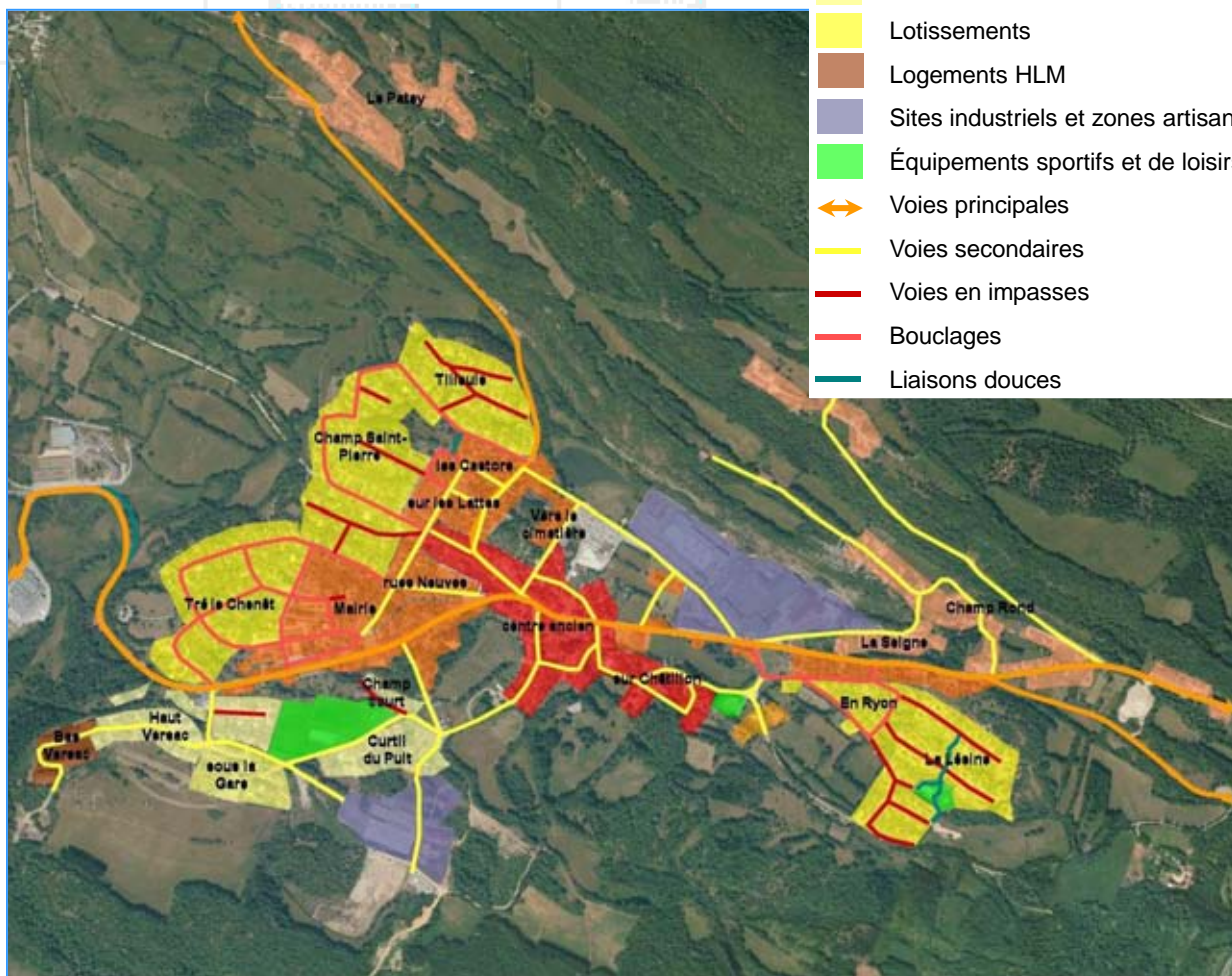 Lotissements
Logements HLM
Sites industriels et zones artisan
Équipements sportifs et de loisir
Voies principales
Voies secondaires
Voies en impasses
Bouclages
Liaisons douces
Le Patey
Tilleuls
Champ Saint-
Pierre
les Castors
sur les Lattes
Vers le
cimetière
rues Neuves
Tré le Chenêt
Mairie
centre ancien
Champ Rond
La Seigne
sur Châtillon
Champ
court
En Ryon
Haut
Versac
Bas
Versac
Curtil
du Puit
sous la
Gare
La Lésine